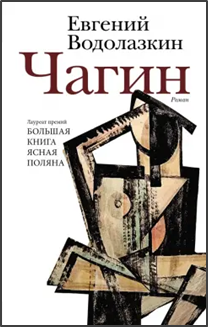 Евгений
Водолазкин
Чагин
Роман
Лауреат премий
БОЛЬШАЯ
КНИГА
ЯСНАЯ
ПОЛЯНА